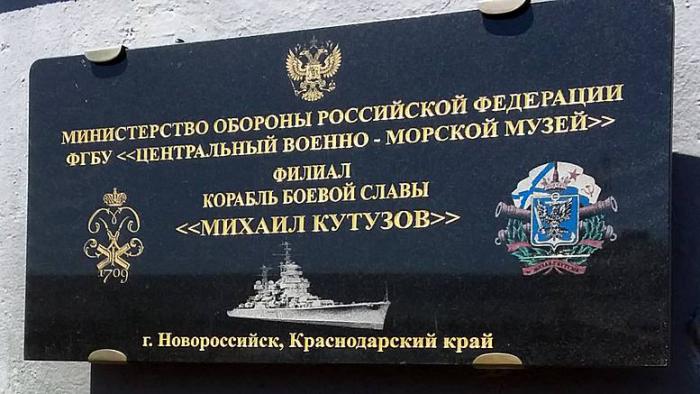 МИНИСТЕРСТВО ОБОРОНЫ РОССИЙСКОЙ ФЕДЕРАЦИИ
ФГБУ <<ЦЕНТРАЛЬНЫЙ ВОЕННО - МОРСКОЙ МУЗЕЙ>>
ФИЛИАЛ
КОРАБЛЬ БОЕВОЙ СЛАВЫ
<<МИХАИЛ КУТУЗОВ>>
1709
г. Новороссийск, Краснодарский край